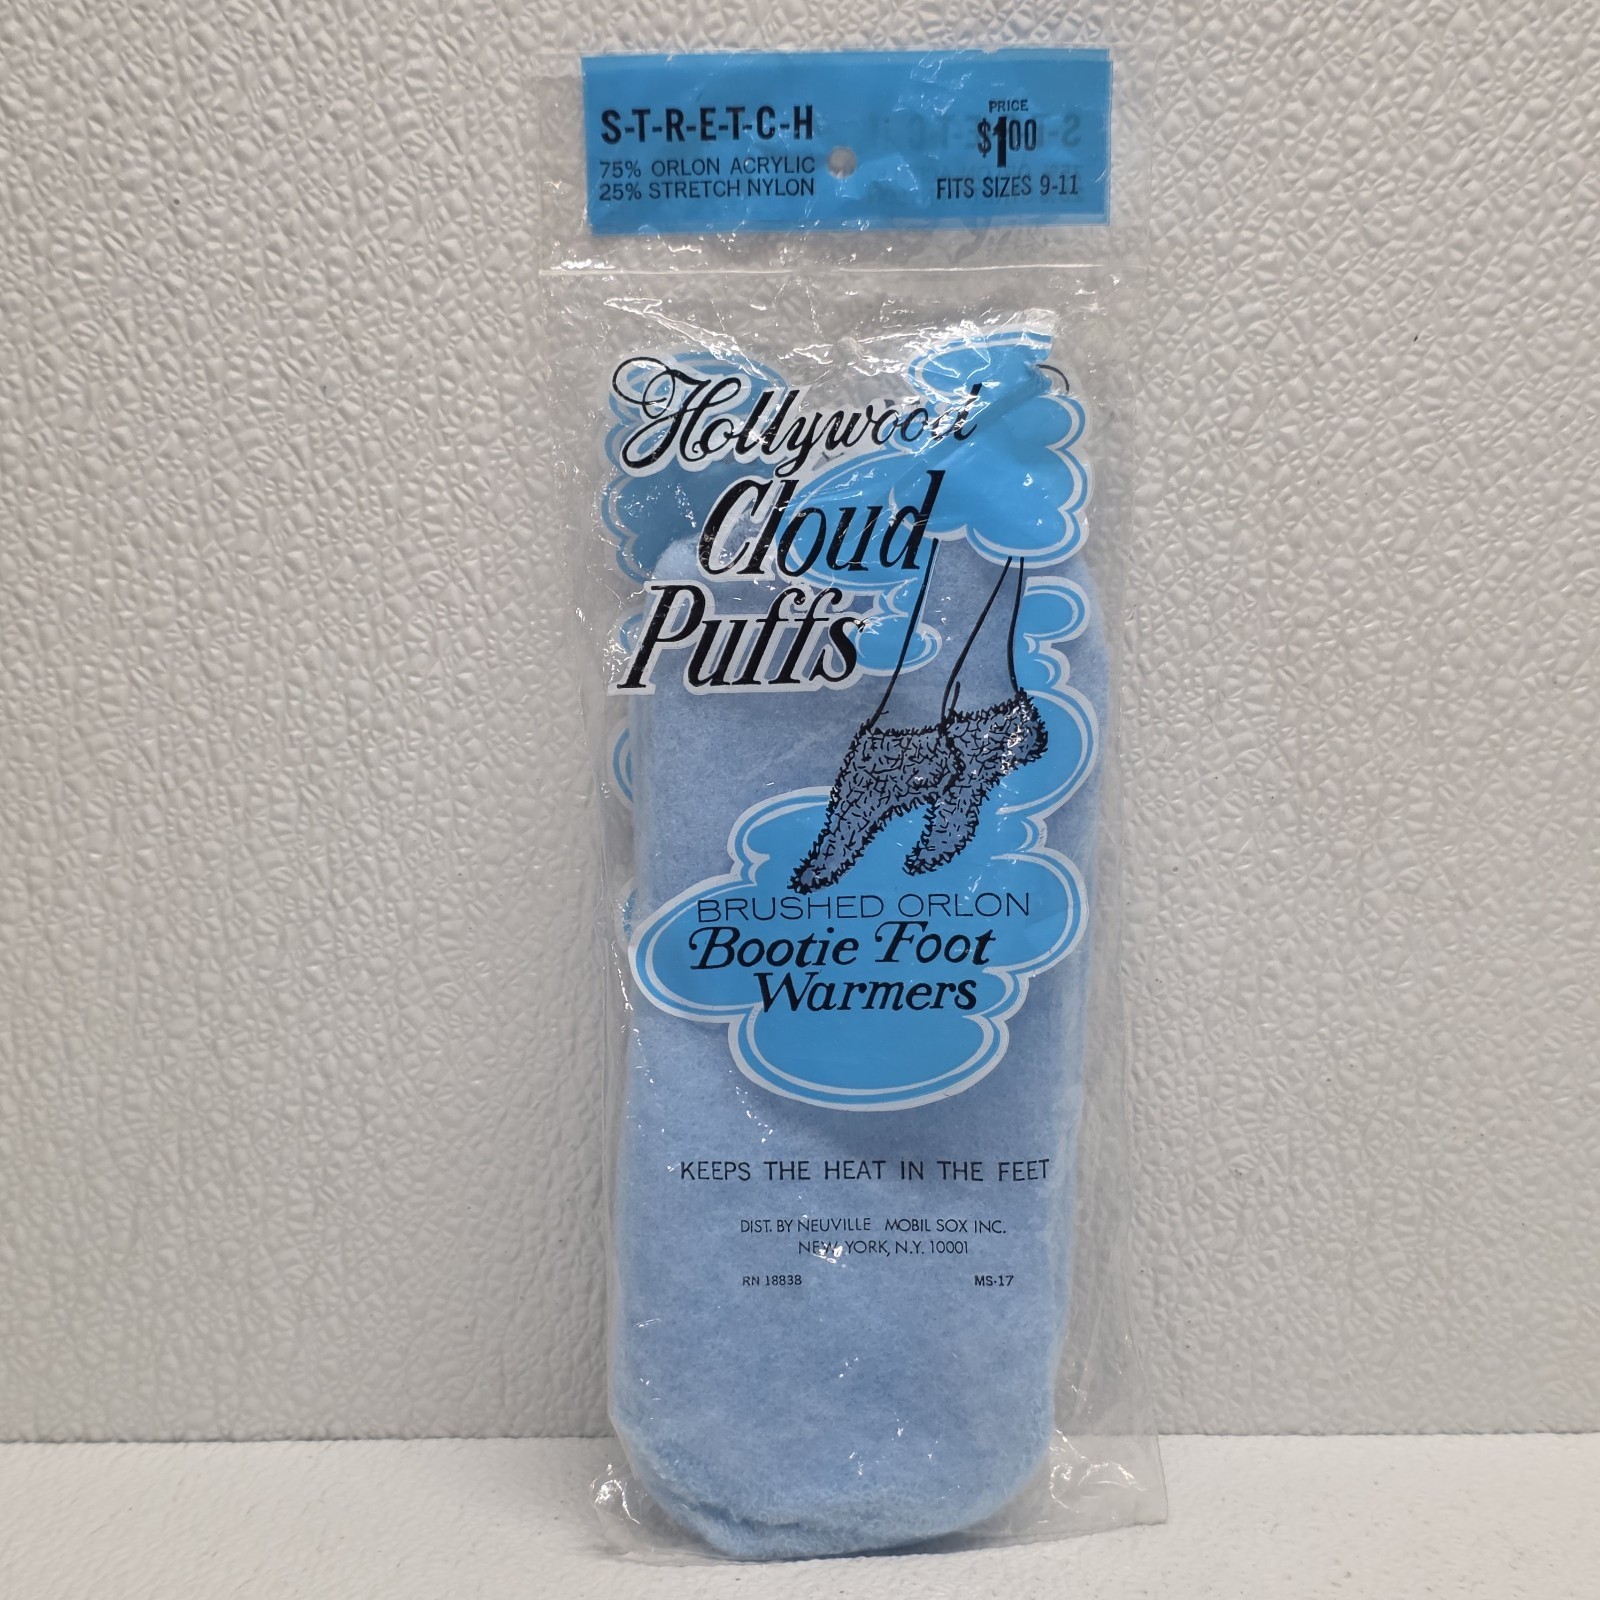 S-T-R-E-T-C-H
75% ORLON ACRYLIC
25% STRETCH NYLON
PRICE
$1.00
FITS SIZES 9-11
Hollywood
Cloud
Puffs
BRUSHED ORLON
Bootie Foot
Warmers
KEEPS THE HEAT IN THE FEET
DIST. BY NEUVILLE MOBIL SOX INC.
NEW YORK, N.Y. 10001
RN 18838
MS-17